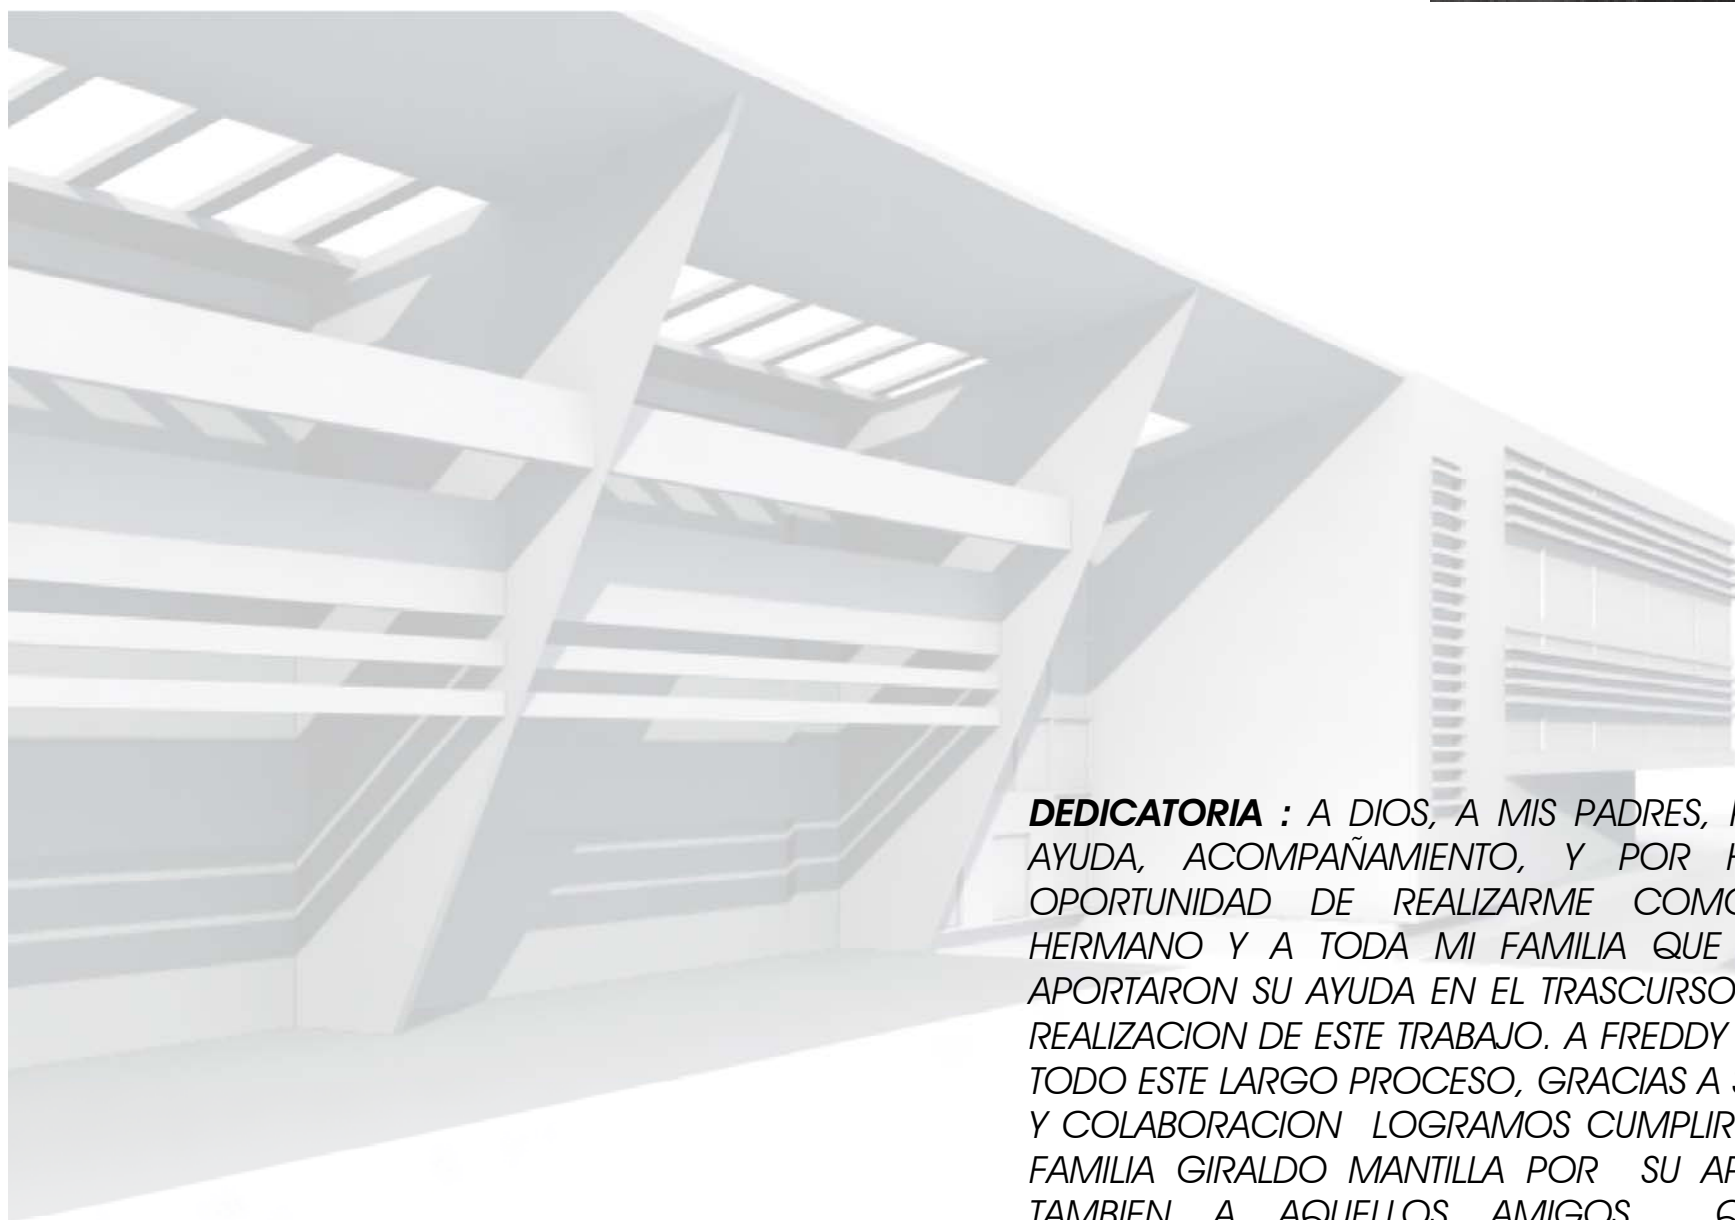 DEDICATORIA : A DIOS, A MIS PADRES,
AYUDA, ACOMPAÑAMIENTO, Y POR
OPORTUNIDAD DE REALIZARME
HERMANO Y A TODA MI FAMILIA QUE
APORTARON SU AYUDA EN EL TRASCURSO
REALIZACION DE ESTE TRABAJO. A FREDDY
TODO ESTE LARGO PROCESO, GRACIAS A
Y COLABORACION LOGRAMOS CUMPLIR
FAMILIA GIRALDO MANTILLA POR SU
TAMBIEN A AQUELLOS AMIGOS